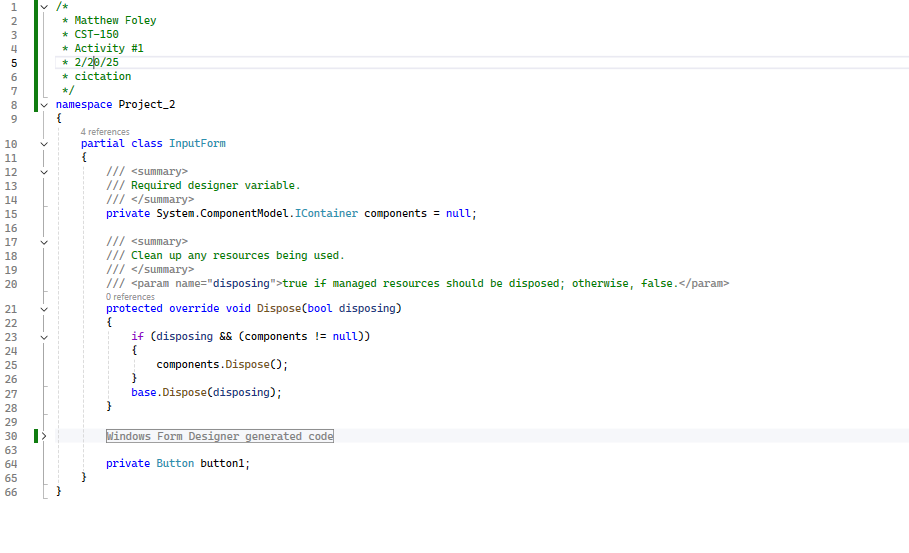 1 /*
2 * Matthew Foley
3 * CST-150
4 * Activity #1
5 * 2/20/25
6 * cictation
7 */
8 namespace Project_2
9 {
4 references
10 partial class InputForm
11 {
12 /// <summary>
13 /// Required designer variable.
14 /// </summary>
15 private System.ComponentModel.IContainer components = null;
16
17 /// <summary>
18 /// Clean up any resources being used.
19 /// </summary>
20 /// <param name="disposing">true if managed resources should be disposed; otherwise, false.</param>
0 references
21 protected override void Dispose(bool disposing)
22 {
23 if (disposing && (components != null))
24 {
25 components.Dispose();
26 }
27 base.Dispose(disposing);
28 }
29
30 Windows Form Designer generated code
63
64 private Button button1;
65 }
66 }